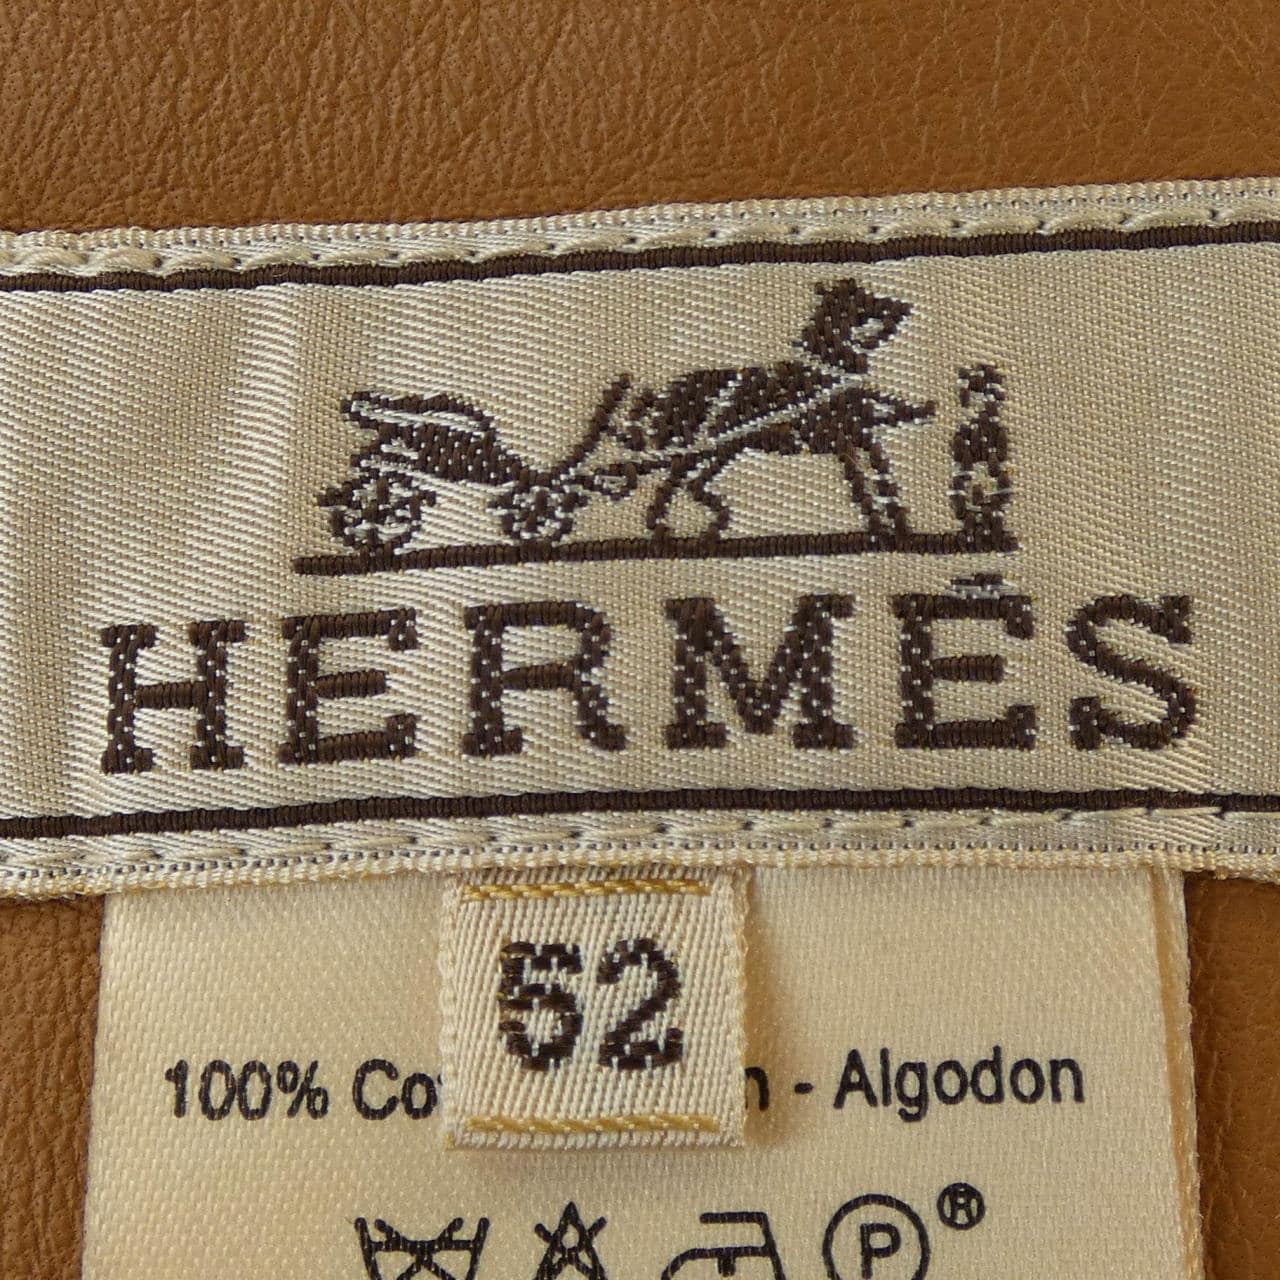 HERMÈS
52
100% Co n - Algodon
P ®